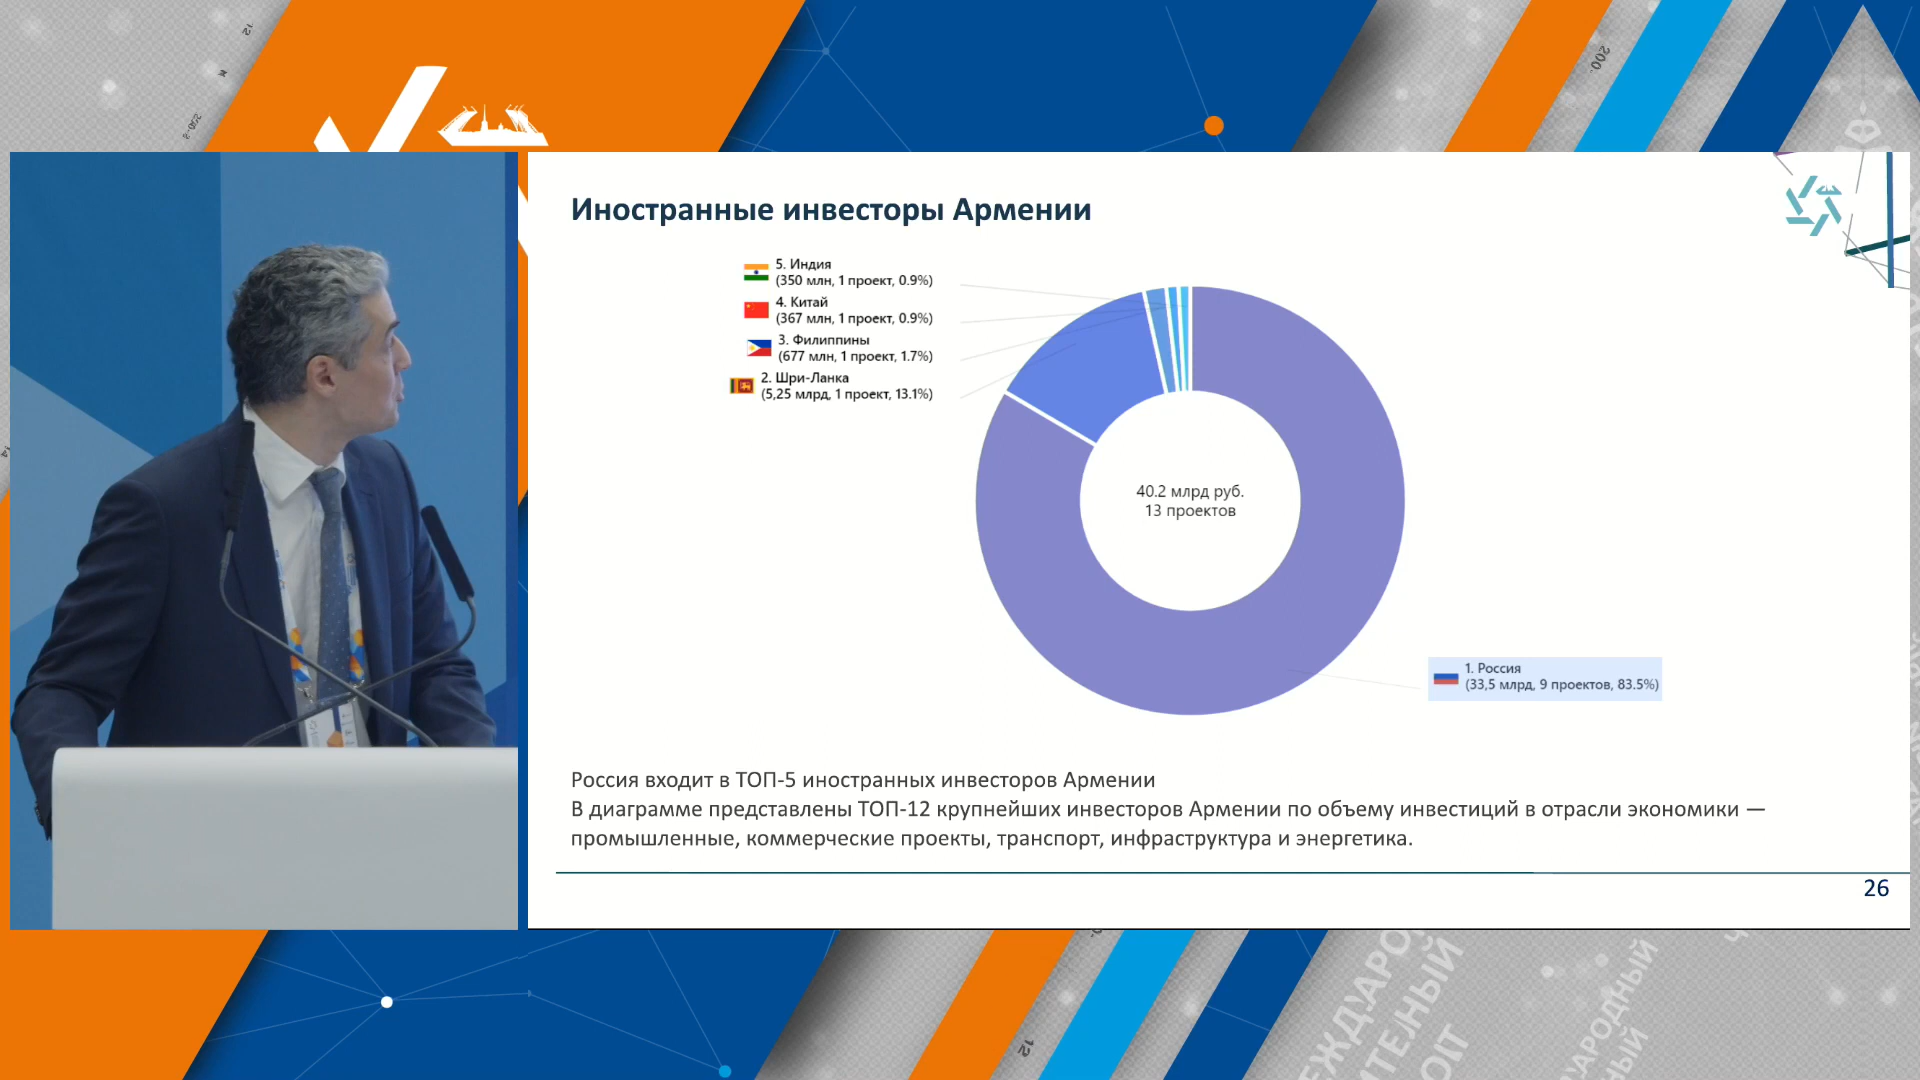 Иностранные инвесторы Армении
5. Индия
(350 млн, 1 проект, 0.9%)
4. Китай
(367 млн, 1 проект, 0.9%)
3. Филиппины
(677 млн, 1 проект, 1.7%)
2. Шри-Ланка
(5,25 млрд, 1 проект, 13.1%)
40.2 млрд руб.
13 проектов
1. Россия
(33,5 млрд, 9 проектов, 83.5%)
Россия входит в ТОП-5 иностранных инвесторов Армении
В диаграмме представлены ТОП-12 крупнейших инвесторов Армении по объему инвестиций в отрасли экономики —
промышленные, коммерческие проекты, транспорт, инфраструктура и энергетика.
26
12
200
12